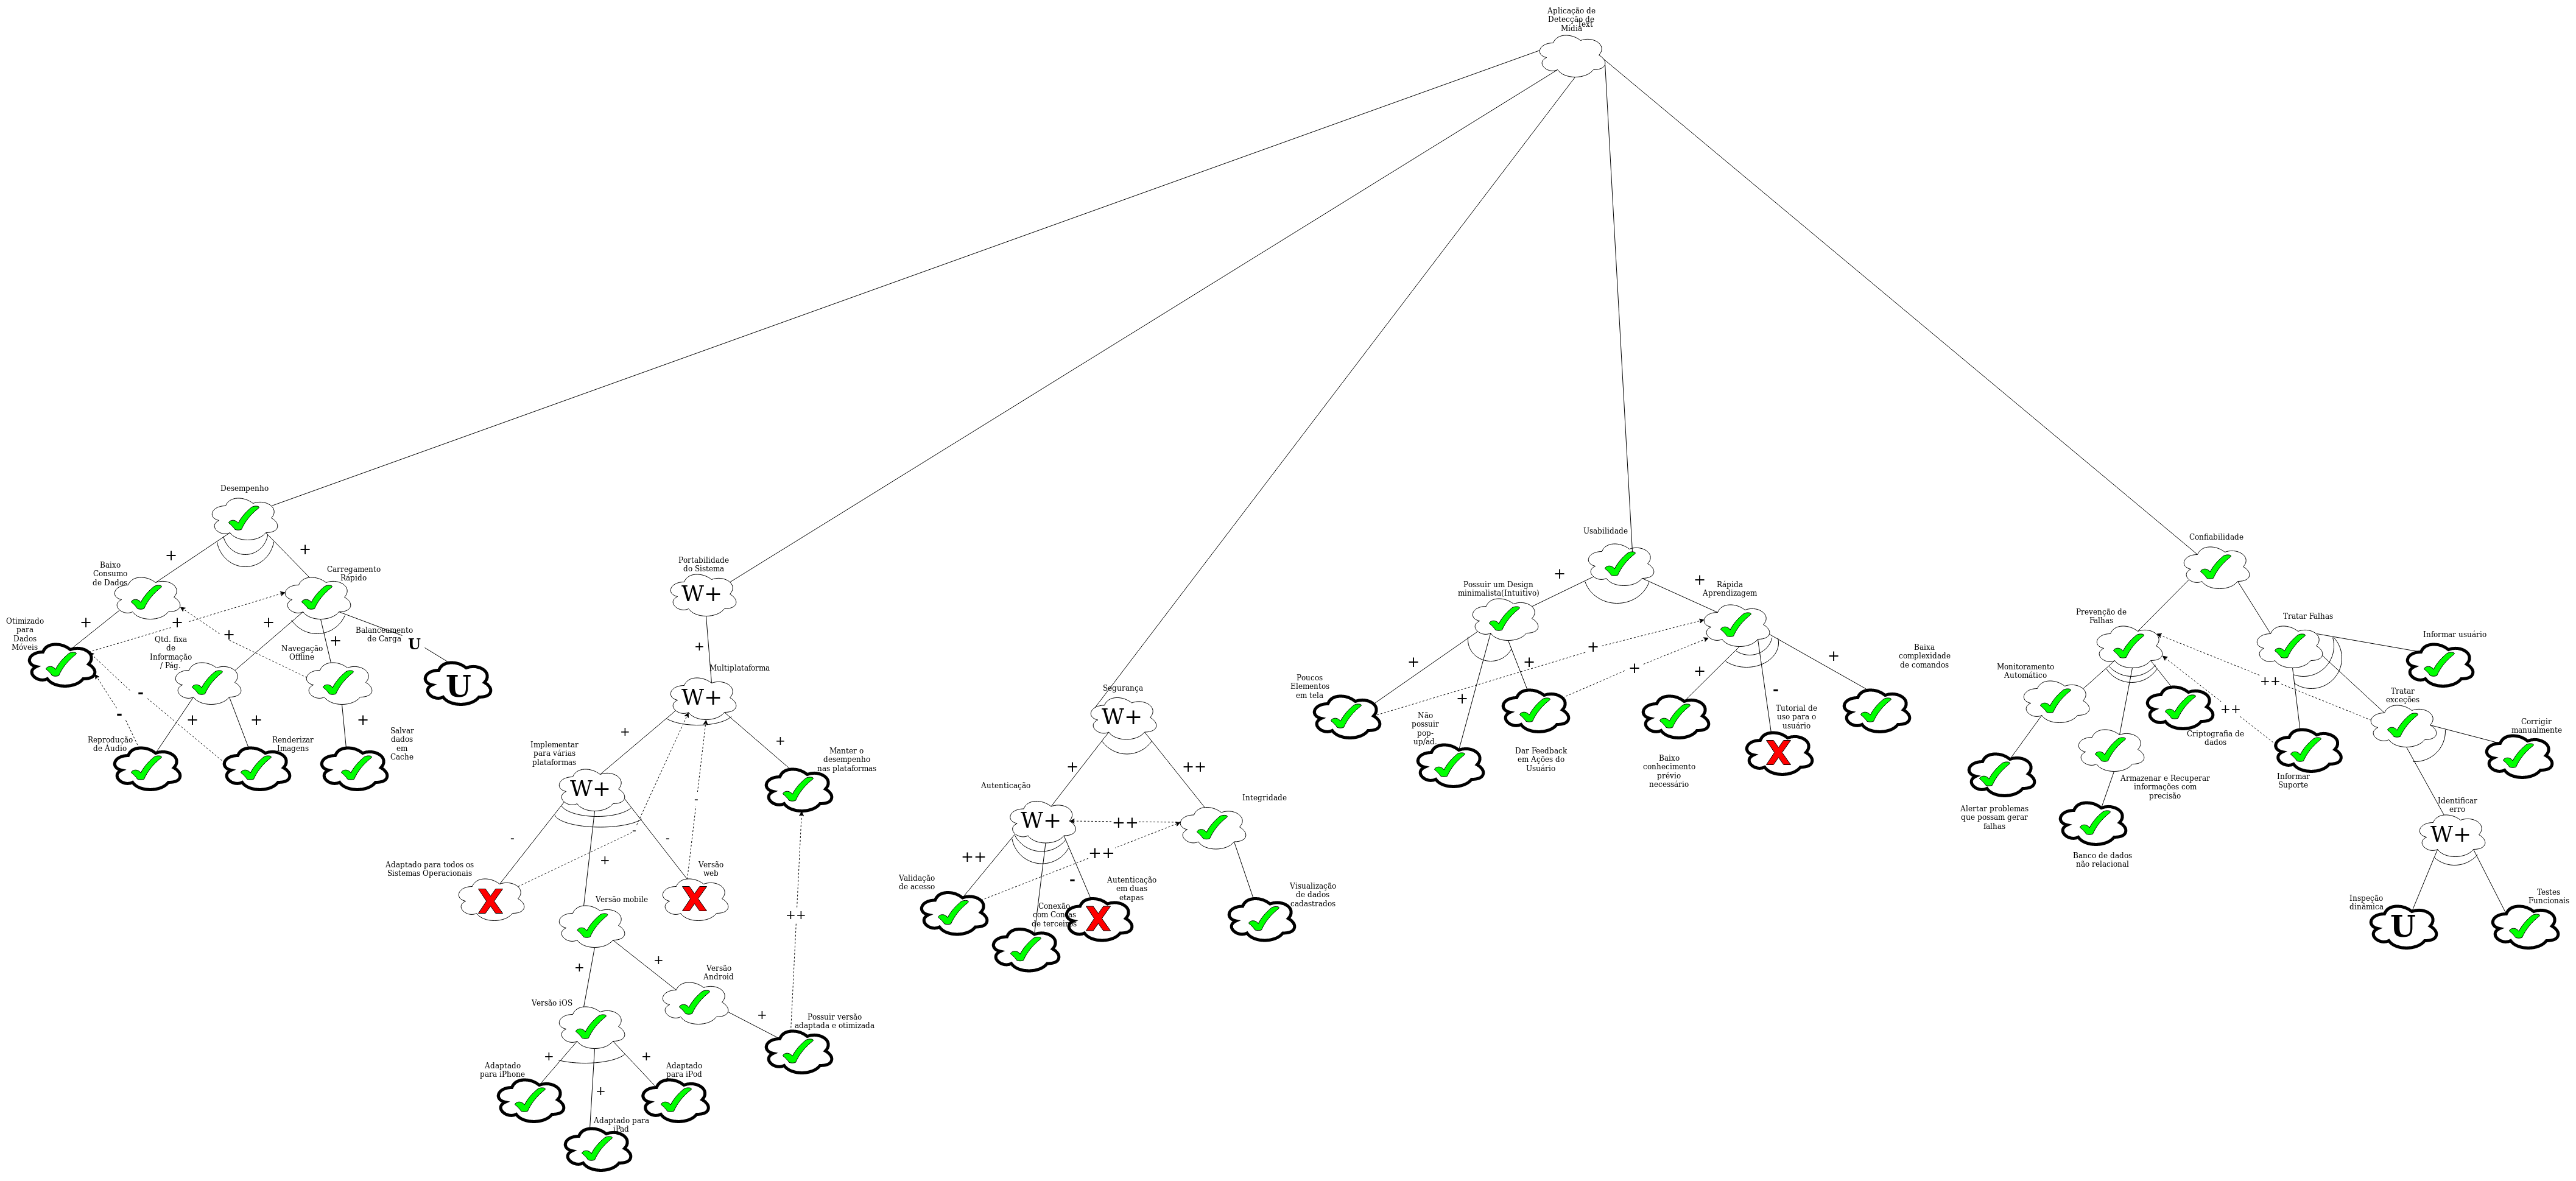 Aplicação de
Detecção de
Mídia
Text
Desempenho
+
+
Baixo
Consumo
de Dados
Carregamento
Rápido
Otimizado
para
Dados
Móveis
+
+
+
+
+
Qtd. fixa
de
Informação
/ Pág.
Navegação
Offline
Balanceamento
de Carga
U
U
-
-
+
+
+
Reprodução
de Áudio
Renderizar
Imagens
Salvar
dados
em
Cache
Portabilidade
do Sistema
W+
+
Multiplataforma
W+
+
+
Implementar
para várias
plataformas
W+
Manter o
desempenho
nas plataformas
-
-
-
-
+
Adaptado para todos os
Sistemas Operacionais
X
Versão
web
X
Versão mobile
++
+
+
Versão
Android
Versão iOS
+
Possuir versão
adaptada e otimizada
+
+
+
Adaptado
para iPhone
Adaptado
para iPod
Adaptado para
iPad
Segurança
W+
+
++
Autenticação
W+
Integridade
++
++
++
-
Validação
de acesso
Conexão
com Contas
de terceiros
Autenticação
em duas
etapas
X
Visualização
de dados
cadastrados
Usabilidade
+
+
Possuir um Design
minimalista(Intuitivo)
Rápida
Aprendizagem
+
+
+
+
+
+
-
+
Poucos
Elementos
em tela
Não
possuir
pop-
up/ad.
Dar Feedback
em Ações do
Usuário
Baixo
conhecimento
prévio
necessário
Tutorial de
uso para o
usuário
X
Baixa
complexidade
de comandos
Confiabilidade
Prevenção de
Falhas
Tratar Falhas
Monitoramento
Automático
Informar usuário
++
++
Criptografia de
dados
Tratar
exceções
Armazenar e Recuperar
informações com
precisão
Informar
Suporte
Corrigir
manualmente
Alertar problemas
que possam gerar
falhas
Banco de dados
não relacional
Identificar
erro
W+
Inspeção
dinâmica
U
Testes
Funcionais